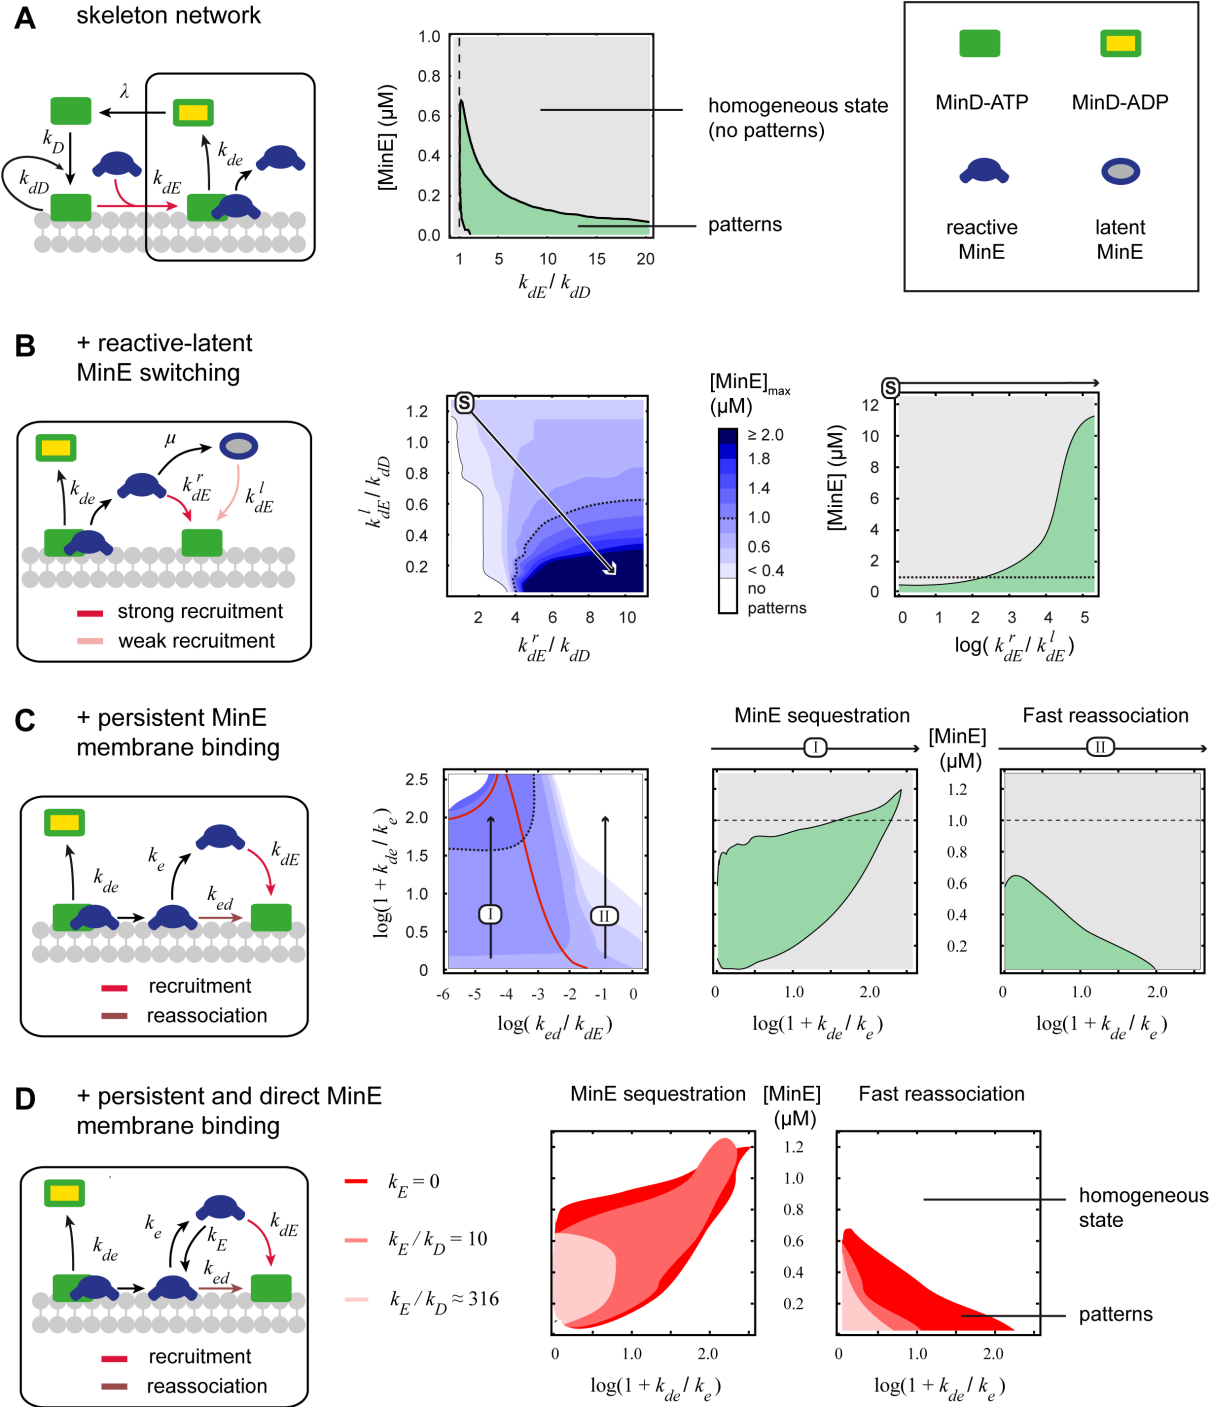 A skeleton network
λ
k_D
k_dD
k_dE
k_de
[MinE] (μM)
1.0
0.8
0.6
0.4
0.2
0.0
1 5 10 15 20
k_dE / k_dD
homogeneous state
(no patterns)
patterns
MinD-ATP MinD-ADP
reactive
MinE
latent
MinE
B + reactive-latent
MinE switching
μ
k_de
k^r_dE
k^l_dE
strong recruitment
weak recruitment
S
k^l_dE / k_dD
1.2
1.0
0.8
0.6
0.4
0.2
2 4 6 8 10
k^r_dE / k_dD
[MinE]max
(μM)
≥ 2.0
1.8
1.4
1.0
0.6
< 0.4
no
patterns
S
[MinE] (μM)
12
10
8
6
4
2
0
0 1 2 3 4 5
log( k^r_dE / k^l_dE )
C + persistent MinE
membrane binding
k_de
k_e
k_dE
k_ed
recruitment
reassociation
log(1 + k_de / k_e)
2.5
2.0
1.5
1.0
0.5
0
I
II
-6 -5 -4 -3 -2 -1 0
log( k_ed / k_dE)
MinE sequestration
I
0 1.0 2.0
log(1 + k_de / k_e)
[MinE]
(μM)
1.2
1.0
0.8
0.6
0.4
0.2
Fast reassociation
II
0 1.0 2.0
log(1 + k_de / k_e)
D + persistent and direct MinE
membrane binding
k_de
k_e
k_E
k_dE
k_ed
recruitment
reassociation
k_E = 0
k_E / k_D = 10
k_E / k_D ≈ 316
MinE sequestration
0 1.0 2.0
log(1 + k_de / k_e)
[MinE]
(μM)
1.2
1.0
0.8
0.6
0.4
0.2
Fast reassociation
0 1.0 2.0
log(1 + k_de / k_e)
homogeneous
state
patterns